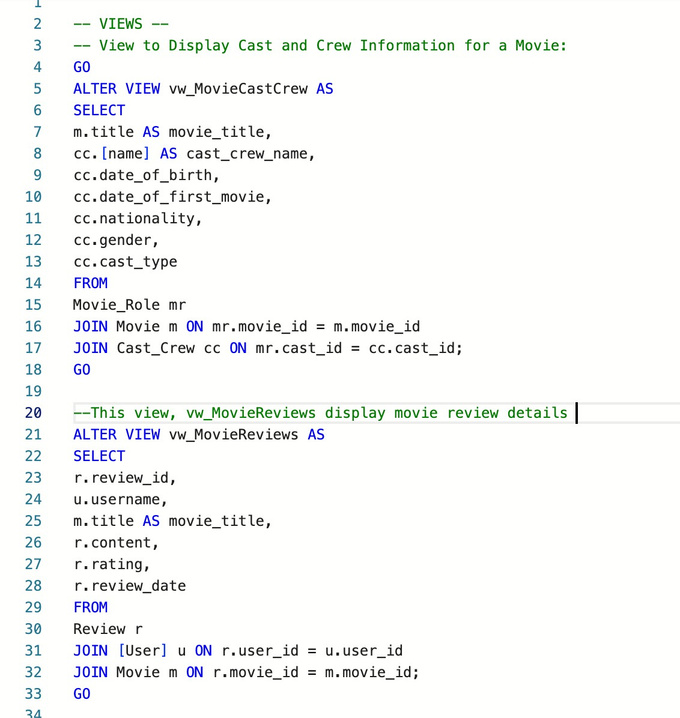 1
2 -- VIEWS --
3 -- View to Display Cast and Crew Information for a Movie:
4 GO
5 ALTER VIEW vw_MovieCastCrew AS
6 SELECT
7 m.title AS movie_title,
8 cc.[name] AS cast_crew_name,
9 cc.date_of_birth,
10 cc.date_of_first_movie,
11 cc.nationality,
12 cc.gender,
13 cc.cast_type
14 FROM
15 Movie_Role mr
16 JOIN Movie m ON mr.movie_id = m.movie_id
17 JOIN Cast_Crew cc ON mr.cast_id = cc.cast_id;
18 GO
19
20 --This view, vw_MovieReviews display movie review details
21 ALTER VIEW vw_MovieReviews AS
22 SELECT
23 r.review_id,
24 u.username,
25 m.title AS movie_title,
26 r.content,
27 r.rating,
28 r.review_date
29 FROM
30 Review r
31 JOIN [User] u ON r.user_id = u.user_id
32 JOIN Movie m ON r.movie_id = m.movie_id;
33 GO
34